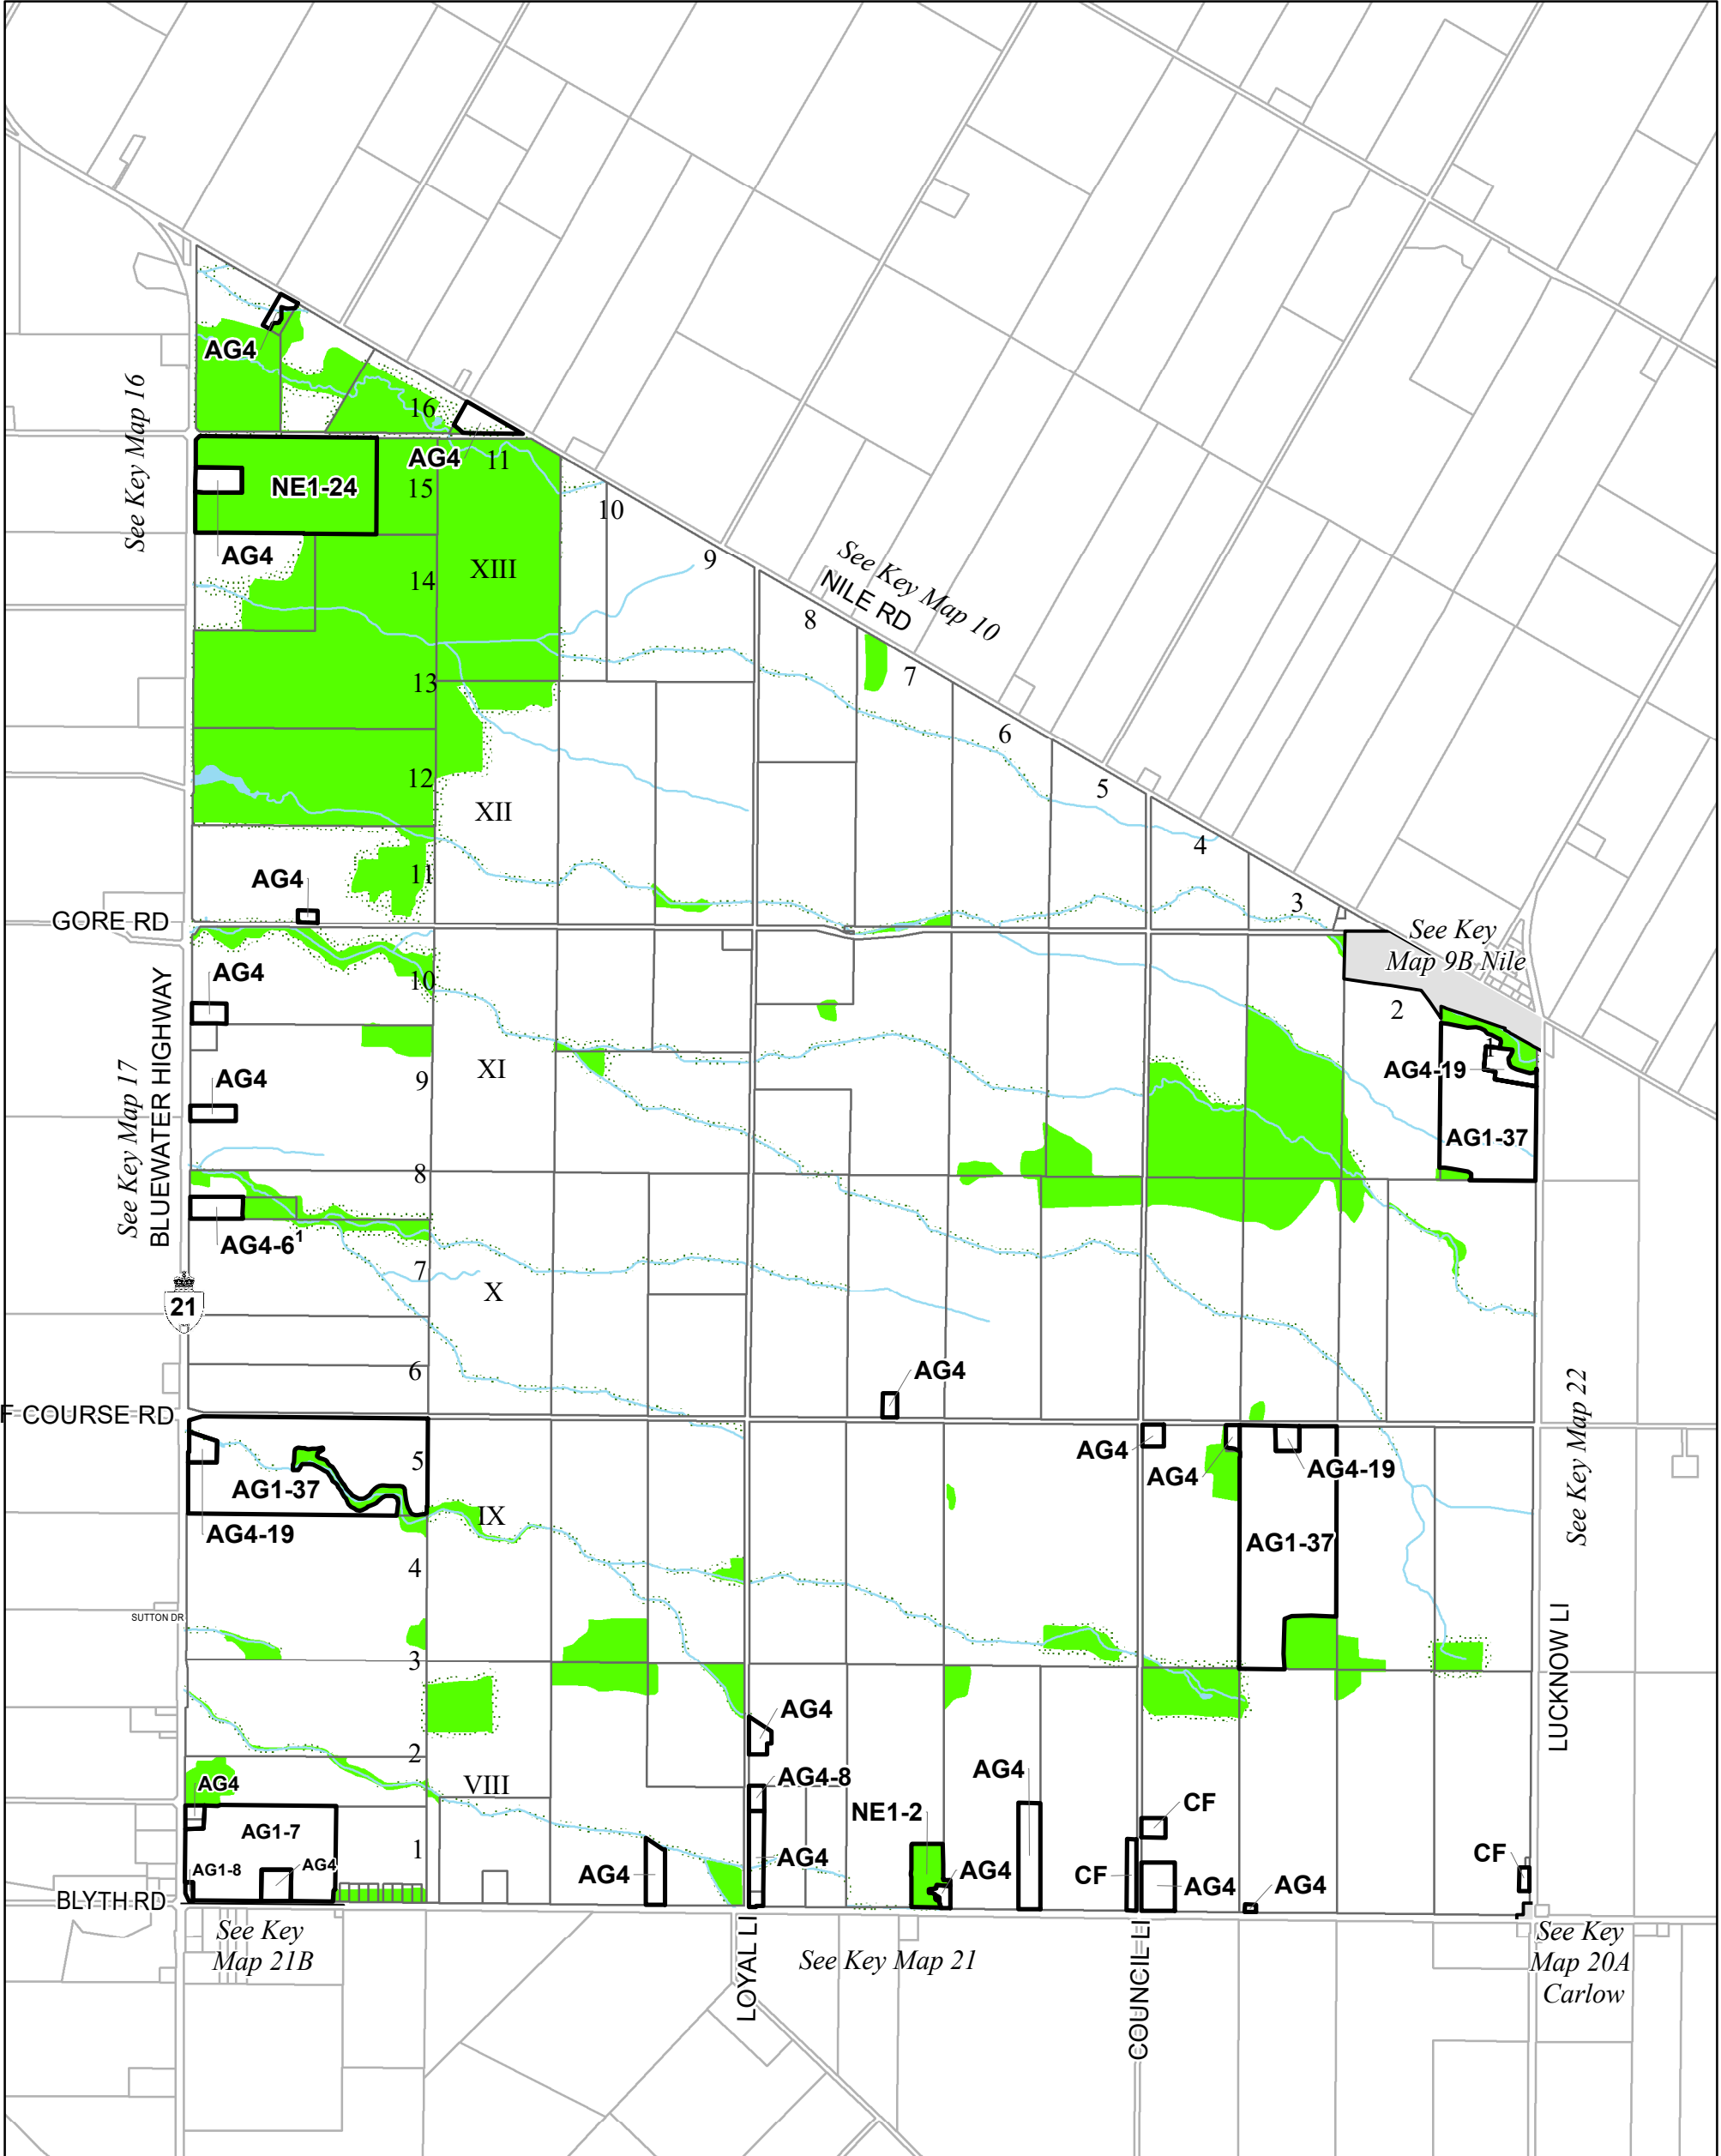 AG4
See Key Map 16
16
AG4
11
NE1-24
15
10
AG4
9
See Key Map 10
NILE RD
XIII
14
8
7
13
6
12
5
XII
4
AG4
11
3
GORE RD
See Key
Map 9B Nile
AG4
10
2
1
See Key Map 17
BLUEWATER HIGHWAY
XI
AG4
9
AG4-19
AG1-37
8
AG4-6¹
7
X
21
6
AG4
See Key Map 22
F COURSE RD
5
AG4
AG4
AG4-19
AG1-37
IX
AG4-19
AG1-37
4
SUTTON DR
3
LUCKNOW LI
AG4
2
AG4-8
AG4
VIII
AG4
NE1-2
CF
AG1-7
1
AG4
CF
AG1-8
AG4
AG4
AG4
CF
AG4
AG4
BLYTH RD
See Key
Map 21B
LOYAL LI
See Key Map 21
COUNCIL LI
See Key
Map 20A
Carlow